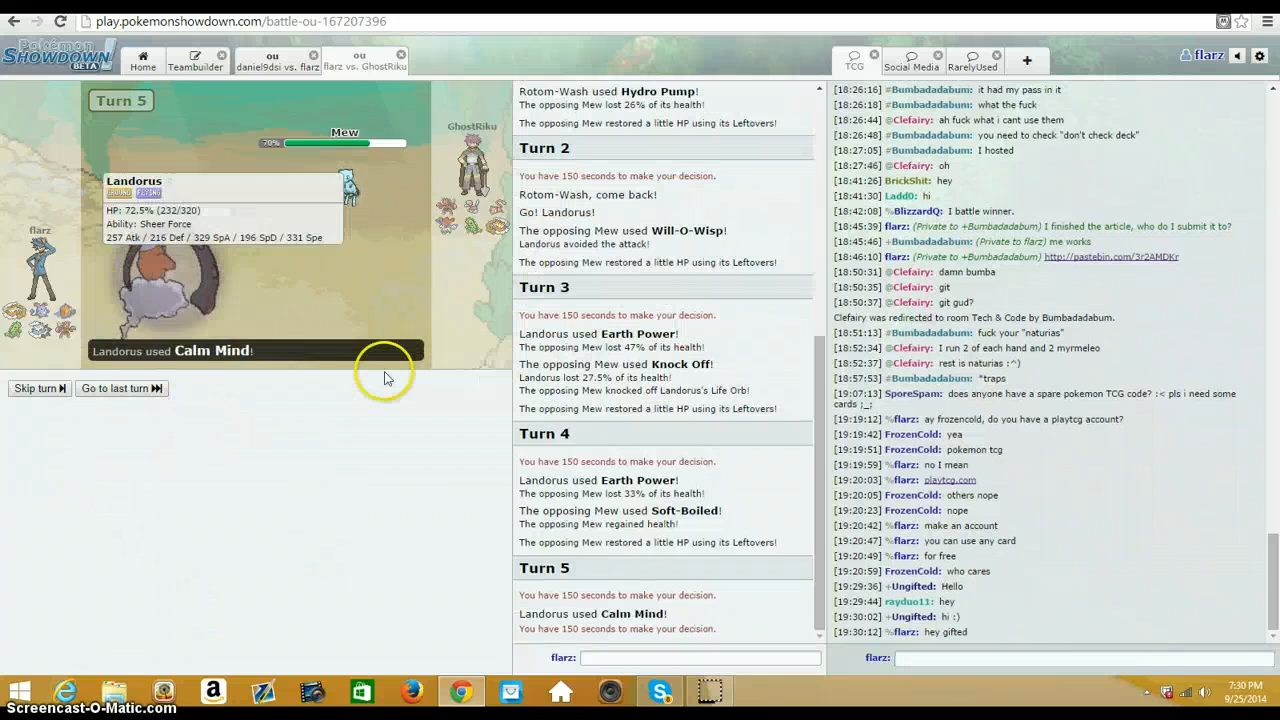 play.pokemonshowdown.com/battle-ou-167207396
Pokémon
SHOWDOWN
BETA
Home
Teambuilder
ou
daniel9dsi vs. flarz
ou
flarz vs. GhostRiku
TCG
Social Media
RarelyUsed
+
flarz
Turn 5
Mew
70%
GhostRiku
Landorus
GROUND FLYING
HP: 72.5% (232/320)
Ability: Sheer Force
257 Atk / 216 Def / 329 SpA / 196 SpD / 331 Spe
flarz
Landorus used Calm Mind!
Skip turn
Go to last turn
Rotom-Wash used Hydro Pump!
The opposing Mew lost 26% of its health!
The opposing Mew restored a little HP using its Leftovers!
Turn 2
You have 150 seconds to make your decision.
Rotom-Wash, come back!
Go! Landorus!
The opposing Mew used Will-O-Wisp!
Landorus avoided the attack!
The opposing Mew restored a little HP using its Leftovers!
Turn 3
You have 150 seconds to make your decision.
Landorus used Earth Power!
The opposing Mew lost 47% of its health!
The opposing Mew used Knock Off!
Landorus lost 27.5% of its health!
The opposing Mew knocked off Landorus's Life Orb!
The opposing Mew restored a little HP using its Leftovers!
Turn 4
You have 150 seconds to make your decision.
Landorus used Earth Power!
The opposing Mew lost 33% of its health!
The opposing Mew used Soft-Boiled!
The opposing Mew regained health!
The opposing Mew restored a little HP using its Leftovers!
Turn 5
You have 150 seconds to make your decision.
Landorus used Calm Mind!
You have 150 seconds to make your decision.
flarz:
[18:26:16] #Bumbadadabum: it had my pass in it
[18:26:18] #Bumbadadabum: what the fuck
[18:26:44] @Clefairy: ah fuck what i cant use them
[18:26:48] #Bumbadadabum: you need to check "don't check deck"
[18:27:05] #Bumbadadabum: I hosted
[18:27:46] @Clefairy: oh
[18:41:26] BrickShit: hey
[18:41:30] Ladd0: hi
[18:42:08] %BlizzardQ: I battle winner.
[18:45:39] flarz: (Private to +Bumbadadabum) I finished the article, who do I submit it to?
[18:45:46] +Bumbadadabum: (Private to flarz) me works
[18:46:10] flarz: (Private to +Bumbadadabum) http://pastebin.com/3r2AMDKr
[18:50:31] @Clefairy: damn bumba
[18:50:35] @Clefairy: git
[18:50:37] @Clefairy: git gud?
Clefairy was redirected to room Tech & Code by Bumbadadabum.
[18:51:13] #Bumbadadabum: fuck your "naturias"
[18:52:34] @Clefairy: I run 2 of each hand and 2 myrmeleo
[18:52:37] @Clefairy: rest is naturias :^)
[18:57:53] #Bumbadadabum: *traps
[19:07:13] SporeSpam: does anyone have a spare pokemon TCG code? :< pls i need some
cards ;_;
[19:19:12] %flarz: ay frozencold, do you have a playtcg account?
[19:19:42] FrozenCold: yea
[19:19:51] FrozenCold: pokemon tcg
[19:19:59] %flarz: no I mean
[19:20:03] %flarz: playtcg.com
[19:20:05] FrozenCold: others nope
[19:20:23] FrozenCold: nope
[19:20:42] %flarz: make an account
[19:20:47] %flarz: you can use any card
[19:20:49] %flarz: for free
[19:20:59] FrozenCold: who cares
[19:29:36] +Ungifted: Hello
[19:29:44] rayduo11: hey
[19:30:02] +Ungifted: hi :)
[19:30:12] %flarz: hey gifted
flarz:
7:30 PM
9/25/2014
Screencast-O-Matic.com